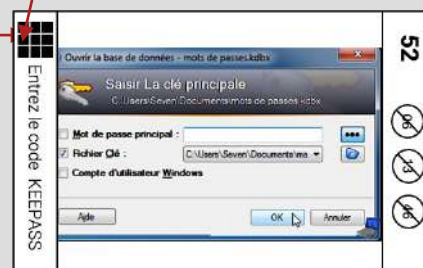 Entrez le code KEEPASS
Ouvrir la base de données - mots de passes.kdbx
Saisir La clé principale
C:\Users\Seven\Documents\mots de passes.kdbx
Mot de passe principal :
Fichier Clé :
C:\Users\Seven\Documents\ma
Compte d'utilisateur Windows
Aide
OK
Annuler
52